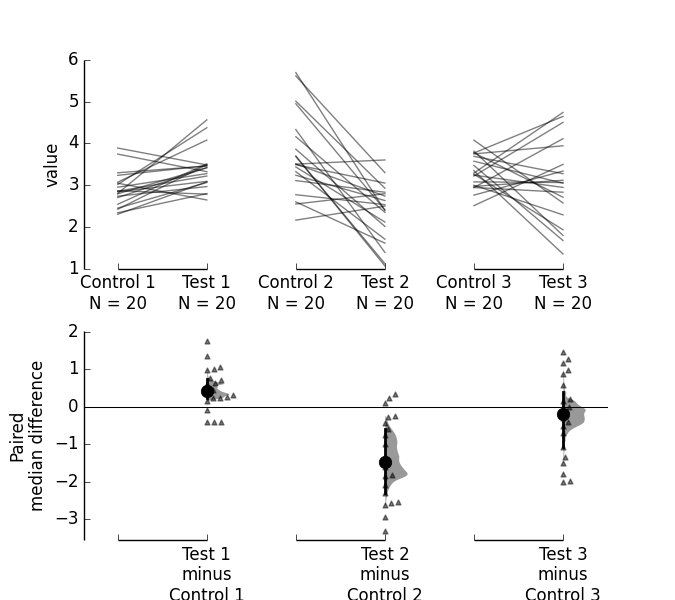 6
5
4
3
2
1
value
Control 1 Test 1 Control 2 Test 2 Control 3 Test 3
N = 20 N = 20 N = 20 N = 20 N = 20 N = 20
2
1
0
−1
−2
−3
Paired
median difference
Test 1 Test 2 Test 3
minus minus minus
Control 1 Control 2 Control 3